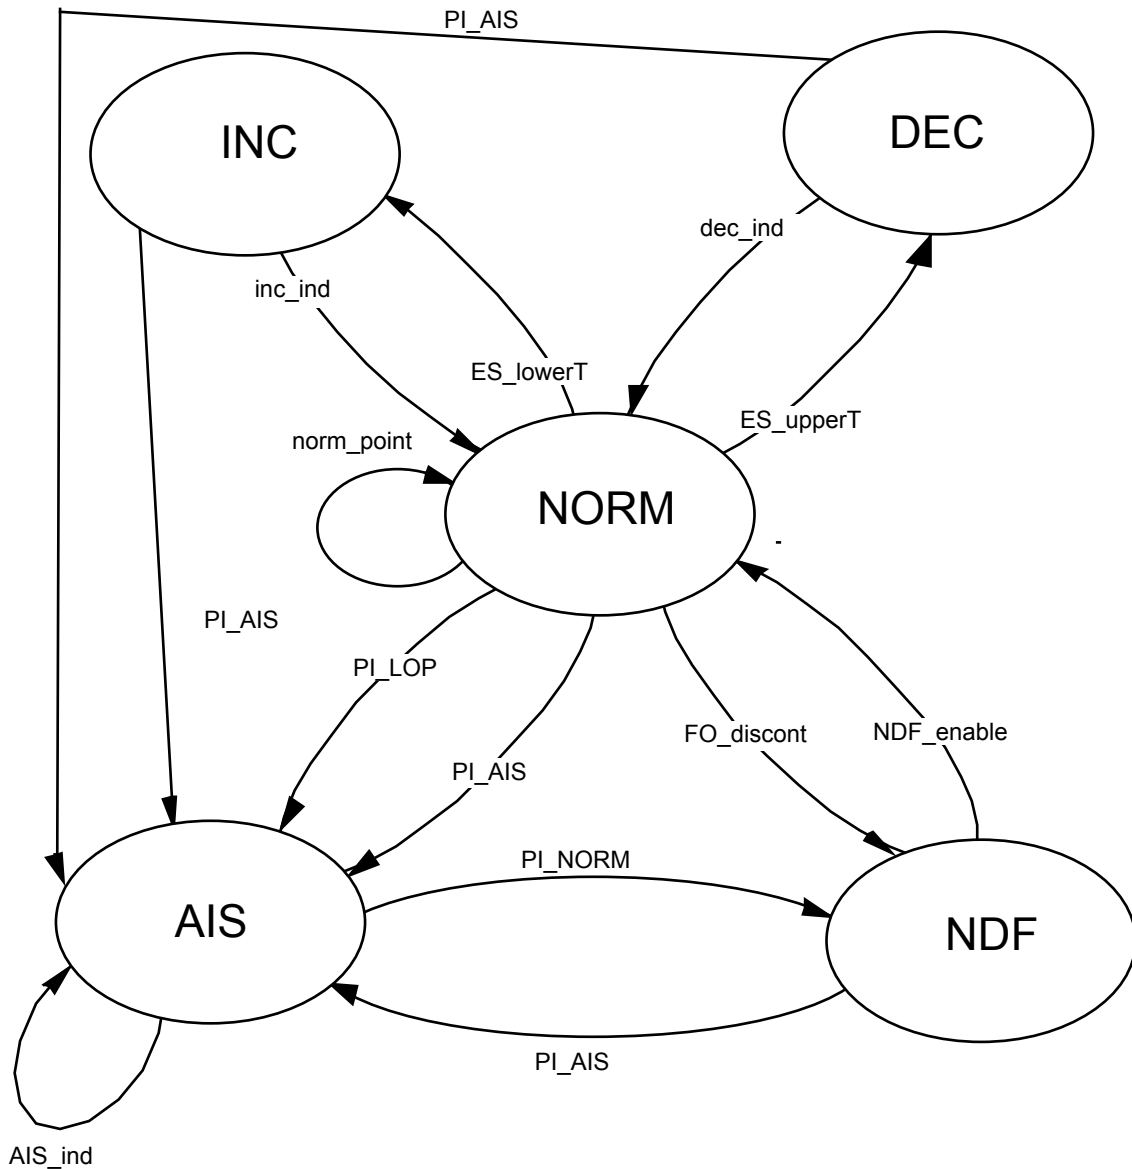 PI_AIS
DEC
INC
dec_ind
inc_ind
ES_lowerT
ES_upperT
norm_point
NORM
-
PI_AIS
PI_LOP
FO_discont
NDF_enable
PI_AIS
PI_NORM
AIS
NDF
PI_AIS
AIS_ind